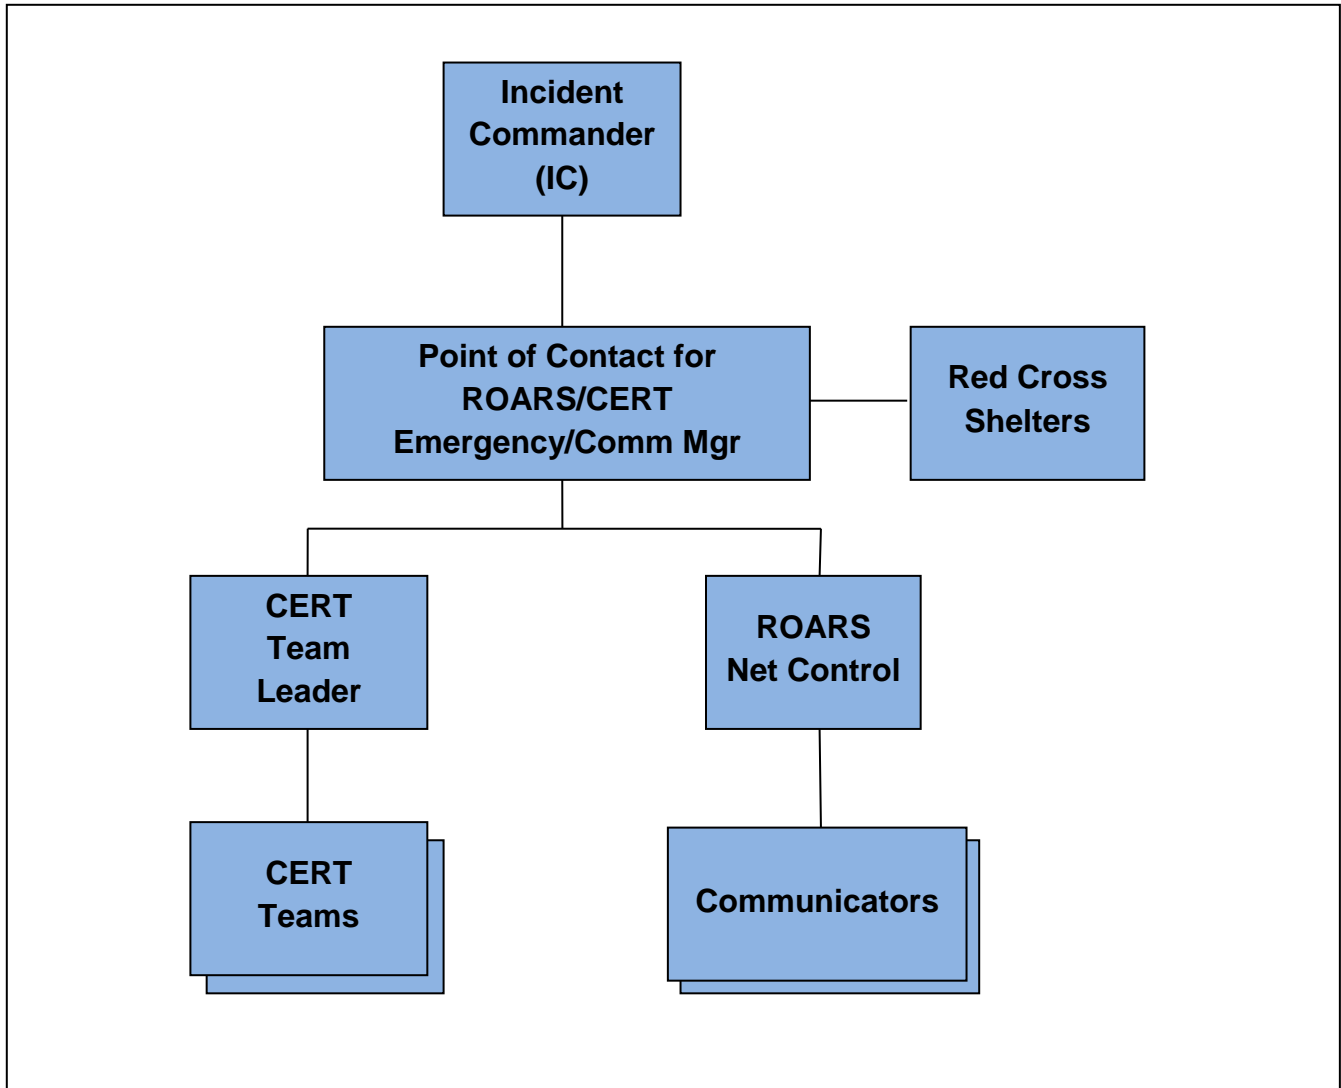 Incident
Commander
(IC)
Point of Contact for
ROARS/CERT
Emergency/Comm Mgr
Red Cross
Shelters
CERT
Team
Leader
ROARS
Net Control
CERT
Teams
Communicators